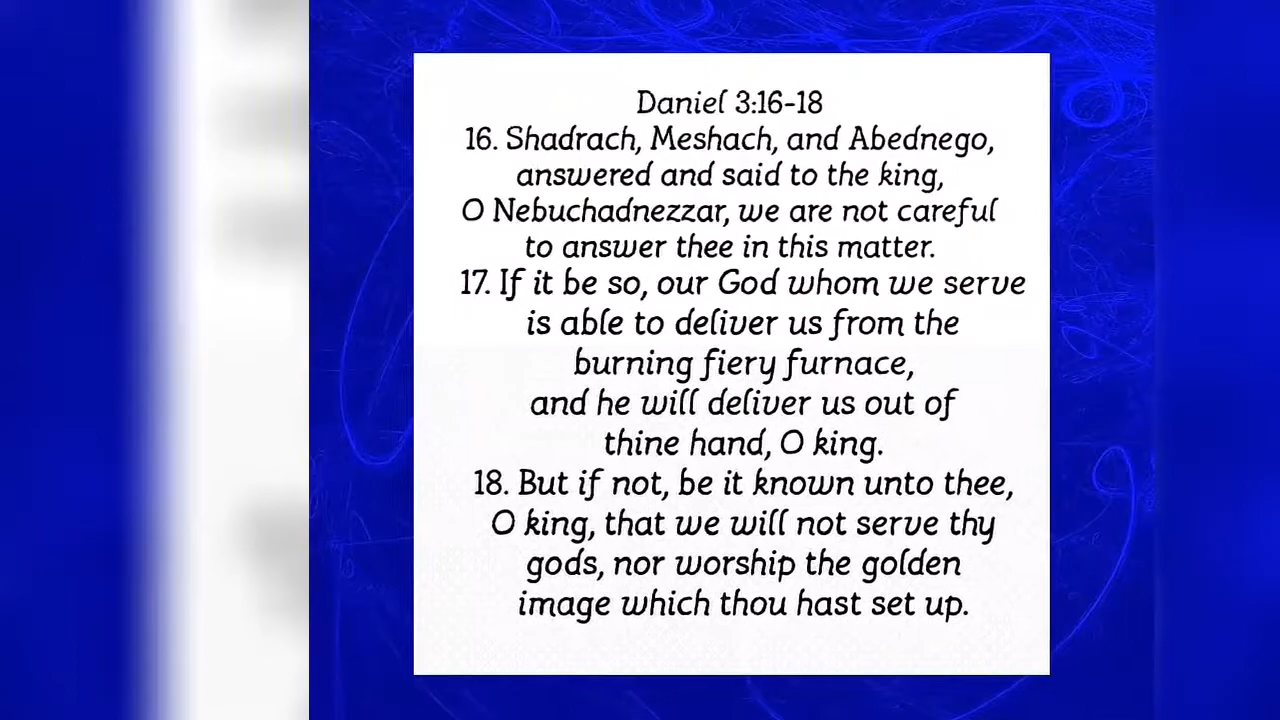 Daniel 3:16-18
16. Shadrach, Meshach, and Abednego,
answered and said to the king,
O Nebuchadnezzar, we are not careful
to answer thee in this matter.
17. If it be so, our God whom we serve
is able to deliver us from the
burning fiery furnace,
and he will deliver us out of
thine hand, O king.
18. But if not, be it known unto thee,
O king, that we will not serve thy
gods, nor worship the golden
image which thou hast set up.